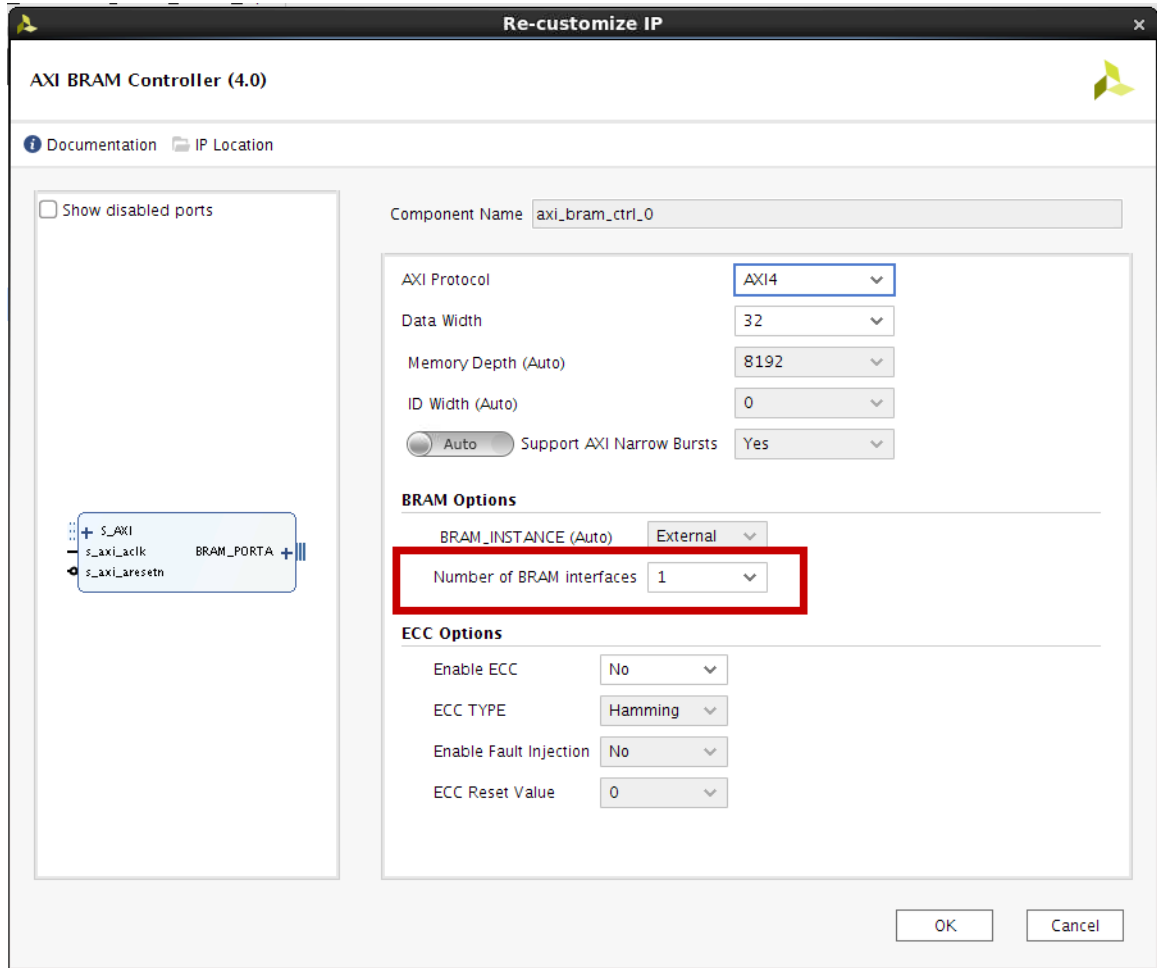 Re-customize IP
AXI BRAM Controller (4.0)
Documentation IP Location
Show disabled ports
S_AXI
s_axi_aclk BRAM_PORTA
s_axi_aresetn
Component Name axi_bram_ctrl_0
AXI Protocol AXI4
Data Width 32
Memory Depth (Auto) 8192
ID Width (Auto) 0
Auto Support AXI Narrow Bursts Yes
BRAM Options
BRAM_INSTANCE (Auto) External
Number of BRAM interfaces 1
ECC Options
Enable ECC No
ECC TYPE Hamming
Enable Fault Injection No
ECC Reset Value 0
OK Cancel